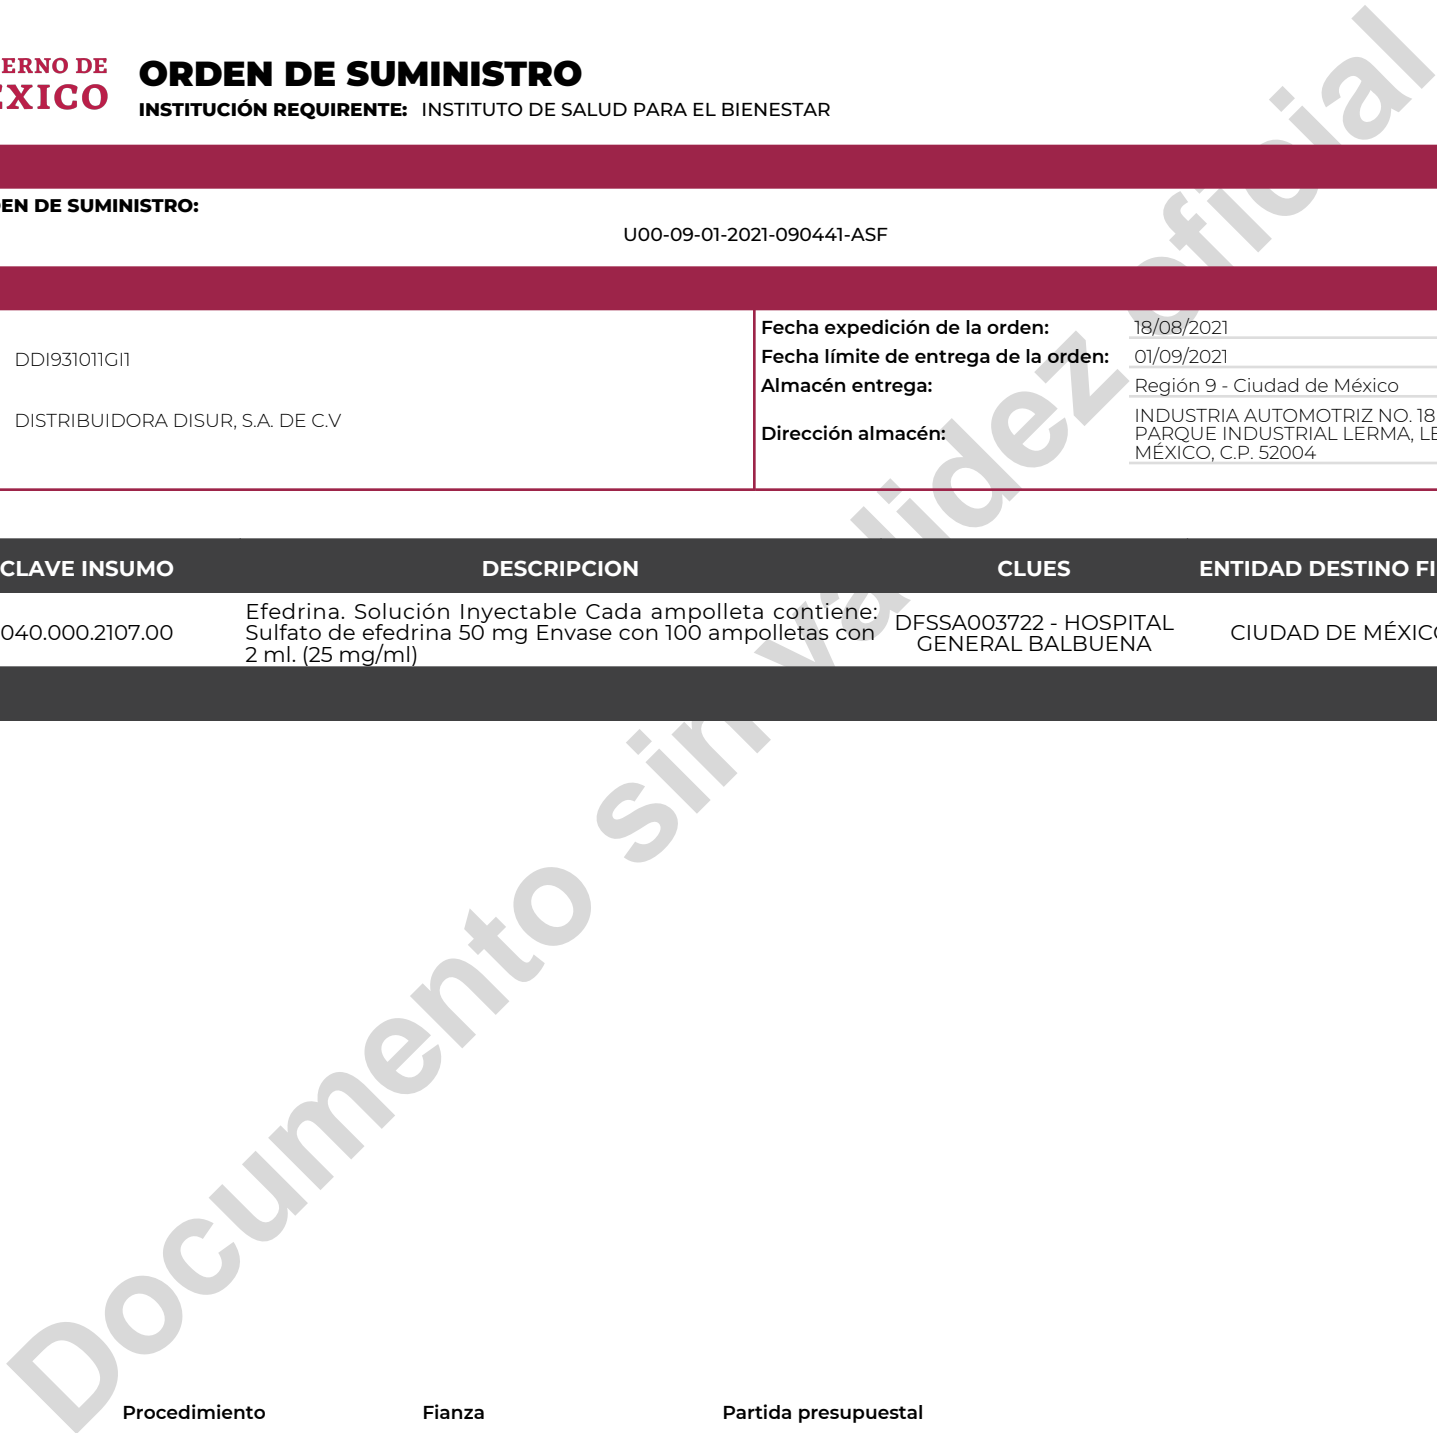 ERNO DE
EXICO
ORDEN DE SUMINISTRO
INSTITUCIÓN REQUIRENTE: INSTITUTO DE SALUD PARA EL BIENESTAR
EN DE SUMINISTRO:
U00-09-01-2021-090441-ASF
DDI931011GI1
DISTRIBUIDORA DISUR, S.A. DE C.V
Fecha expedición de la orden: 18/08/2021
Fecha límite de entrega de la orden: 01/09/2021
Almacén entrega: Región 9 - Ciudad de México
Dirección almacén:
INDUSTRIA AUTOMOTRIZ NO. 18
PARQUE INDUSTRIAL LERMA, LE
MÉXICO, C.P. 52004
CLAVE INSUMO DESCRIPCION CLUES ENTIDAD DESTINO FI
040.000.2107.00
Efedrina. Solución Inyectable Cada ampolleta contiene:
Sulfato de efedrina 50 mg Envase con 100 ampolletas con
2 ml. (25 mg/ml)
DFSSA003722 - HOSPITAL
GENERAL BALBUENA
CIUDAD DE MÉXICO
Documento sin validez oficial
Procedimiento Fianza Partida presupuestal